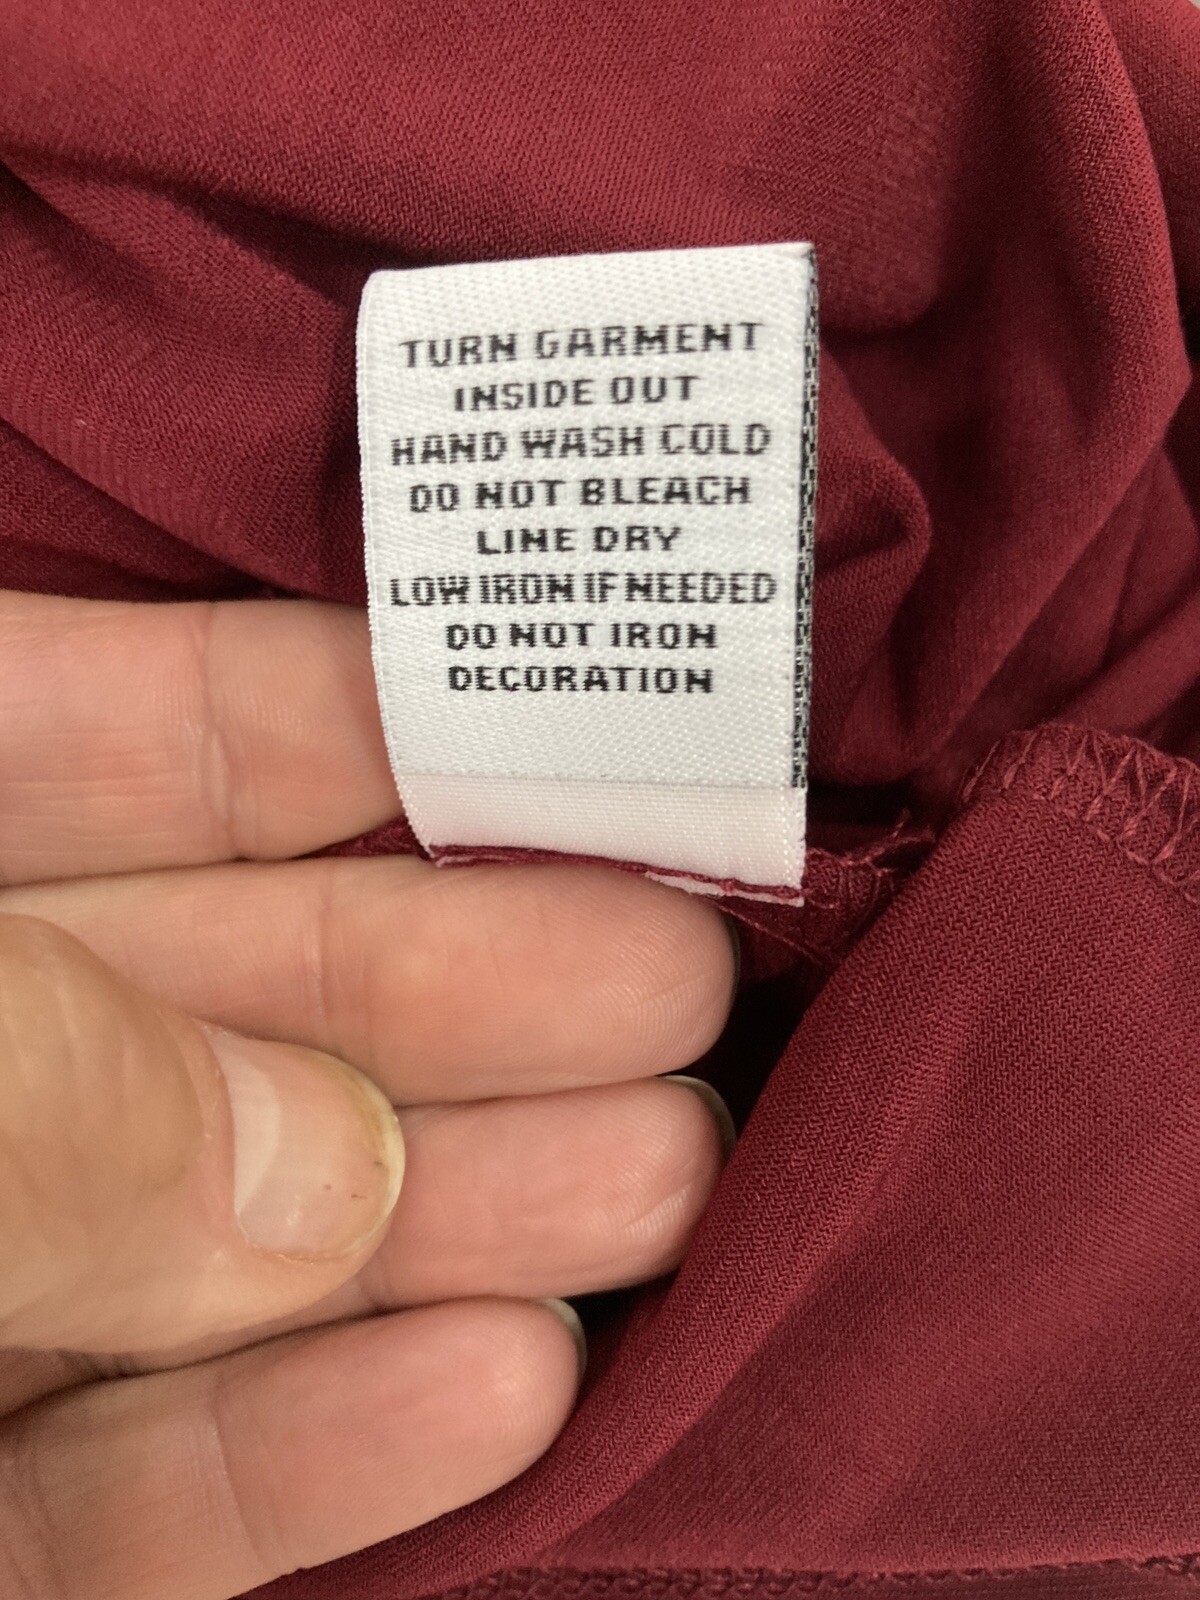 TURN GARMENT
INSIDE OUT
HAND WASH COLD
DO NOT BLEACH
LINE DRY
LOW IRON IF NEEDED
DO NOT IRON
DECORATION